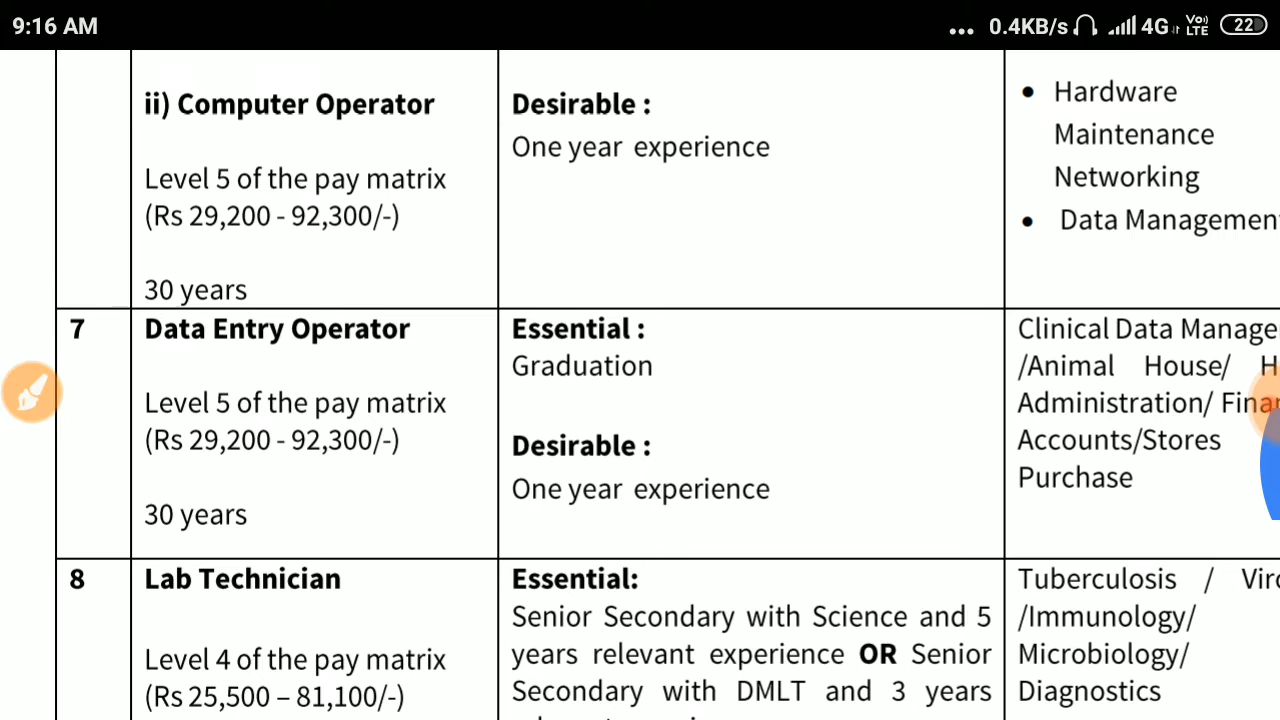 9:16 AM
... 0.4KB/s 4G Vo) LTE 22
ii) Computer Operator
Level 5 of the pay matrix
(Rs 29,200 - 92,300/-)
30 years
Desirable :
One year experience
• Hardware
Maintenance
Networking
• Data Management
7
Data Entry Operator
Level 5 of the pay matrix
(Rs 29,200 - 92,300/-)
30 years
Essential :
Graduation
Desirable :
One year experience
Clinical Data Manage
/Animal House/ H
Administration/ Finan
Accounts/Stores
Purchase
8
Lab Technician
Level 4 of the pay matrix
(Rs 25,500 – 81,100/-)
Essential:
Senior Secondary with Science and 5
years relevant experience OR Senior
Secondary with DMLT and 3 years
Tuberculosis / Viro
/Immunology/
Microbiology/
Diagnostics